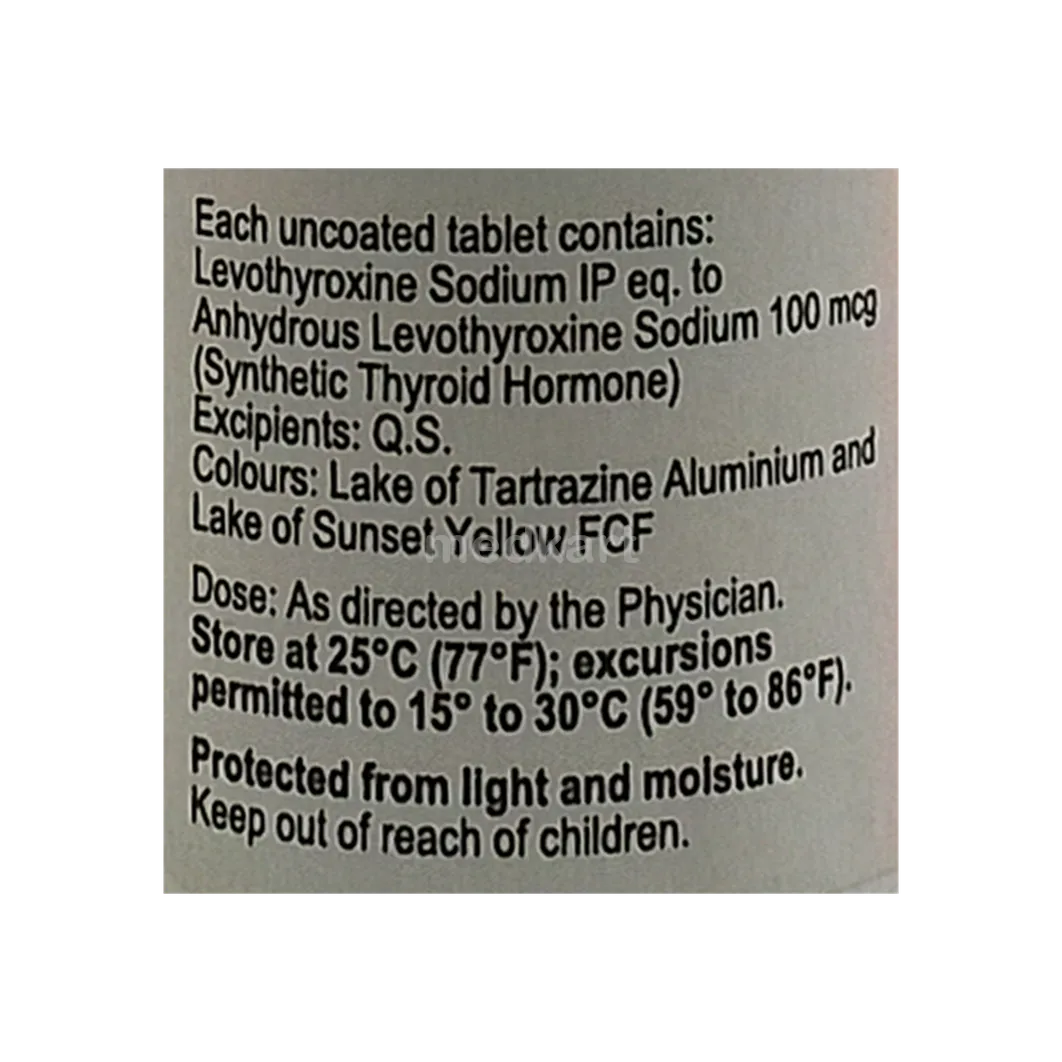 Each uncoated tablet contains:
Levothyroxine Sodium IP eq. to
Anhydrous Levothyroxine Sodium 100 mcg
(Synthetic Thyroid Hormone)
Excipients: Q.S.
Colours: Lake of Tartrazine Aluminium and
Lake of Sunset Yellow FCF
medkart
Dose: As directed by the Physician.
Store at 25°C (77°F); excursions
permitted to 15° to 30°C (59° to 86°F).
Protected from light and moisture.
Keep out of reach of children.